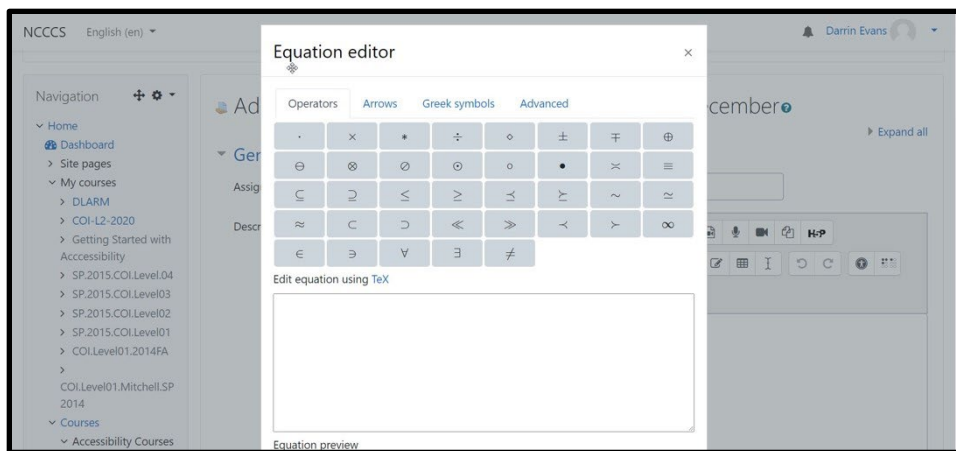 NCCCS English (en)
Darrin Evans
Equation editor
×
Navigation
Home
Dashboard
Site pages
My courses
DLARM
COI-L2-2020
Getting Started with
Acccessibility
SP.2015.COI.Level.04
SP.2015.COI.Level03
SP.2015.COI.Level02
SP.2015.COI.Level01
COI.Level01.2014FA
COI.Level01.Mitchell.SP
2014
Courses
Accessibility Courses
Ad
cember
Expand all
Ger
Assig
Descr
H-P
Operators Arrows Greek symbols Advanced
· × * ÷ ⋄ ± ∓ ⊕
⊖ ⊗ ⊘ ⊙ ∘ • ≍ ≡
⊆ ⊇ ≤ ≥ ⪯ ⪰ ∼ ≃
≈ ⊂ ⊃ ≪ ≫ ≺ ≻ ∞
∈ ∋ ∀ ∃ ≠
Edit equation using TeX
Equation preview